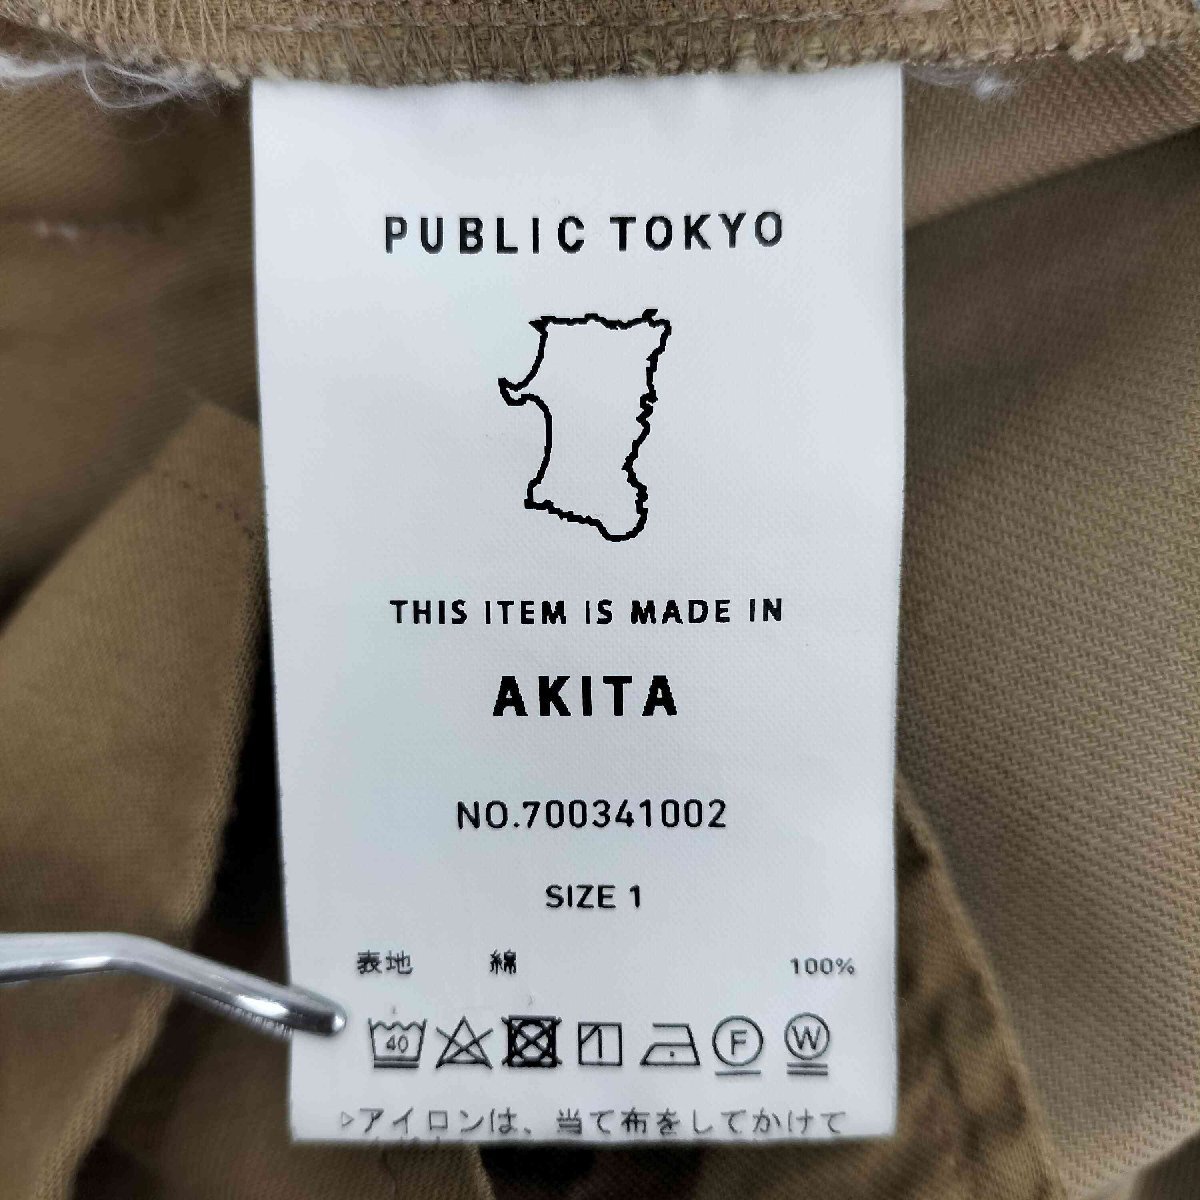 PUBLIC TOKYO
THIS ITEM IS MADE IN
AKITA
NO.700341002
SIZE 1
表地 綿 100%
40 F W
▷アイロンは、当て布をしてかけて